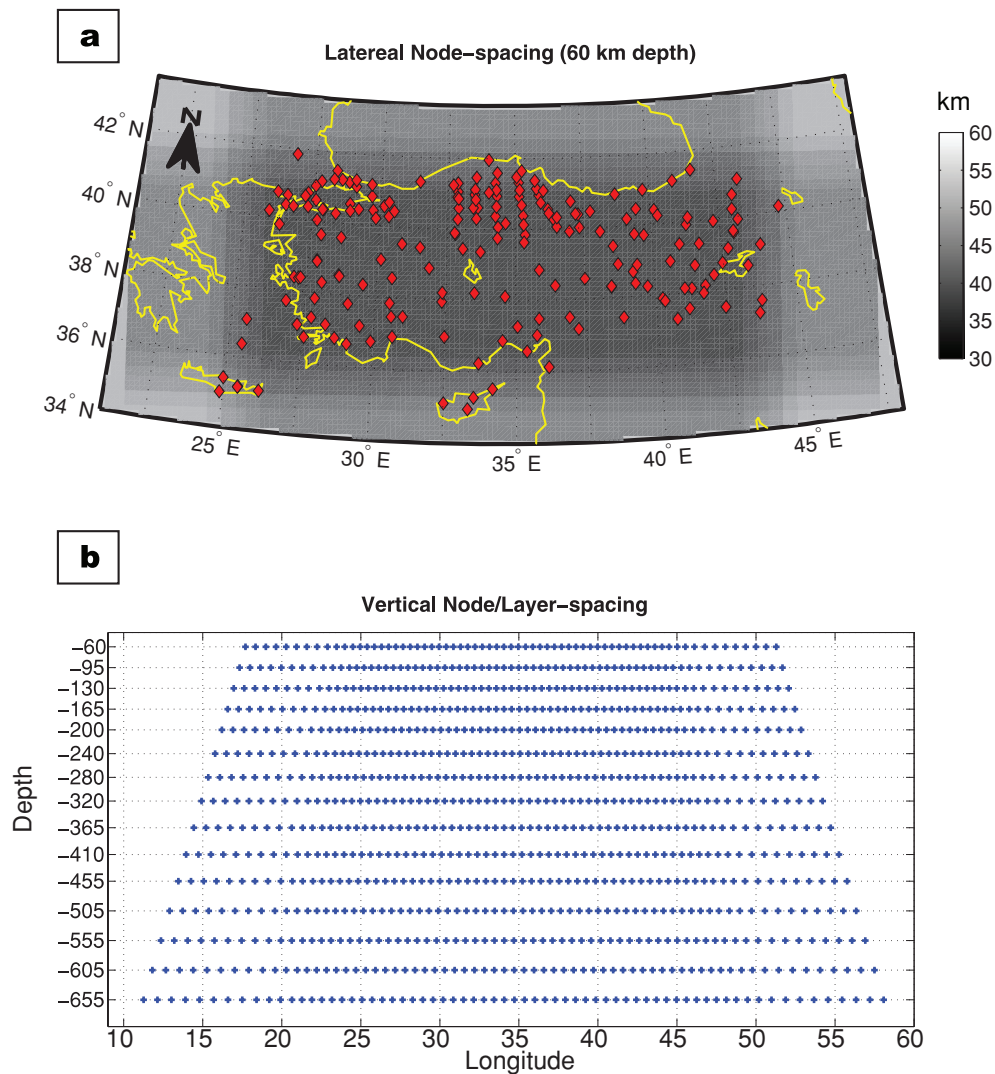 a
Latereal Node–spacing (60 km depth)
N
km
42° N
40° N
38° N
36° N
34° N
25° E
30° E
35° E
40° E
45° E
60
55
50
45
40
35
30
b
Vertical Node/Layer–spacing
Depth
−60
−95
−130
−165
−200
−240
−280
−320
−365
−410
−455
−505
−555
−605
−655
10 15 20 25 30 35 40 45 50 55 60
Longitude